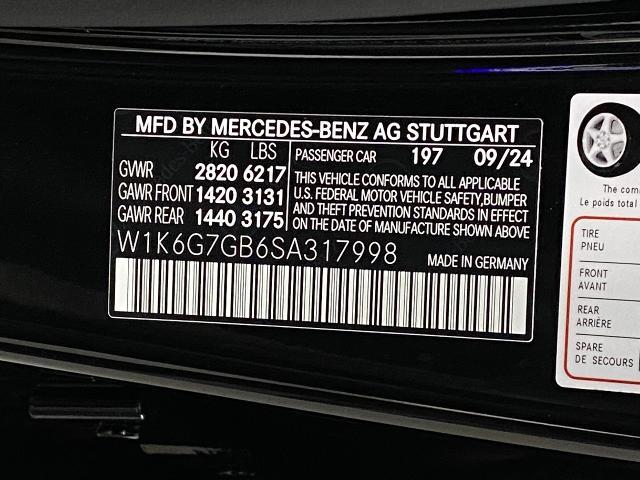 MFD BY MERCEDES-BENZ AG STUTTGART
KG LBS
GVWR 2820 6217
GAWR FRONT 1420 3131
GAWR REAR 1440 3175
PASSENGER CAR 197 09/24
THIS VEHICLE CONFORMS TO ALL APPLICABLE
U.S. FEDERAL MOTOR VEHICLE SAFETY,BUMPER
AND THEFT PREVENTION STANDARDS IN EFFECT
ON THE DATE OF MANUFACTURE SHOWN ABOVE
W1K6G7GB6SA317998
MADE IN GERMANY
The com
Le poids total
TIRE
PNEU
FRONT
AVANT
REAR
ARRIÈRE
SPARE
DE SECOURS